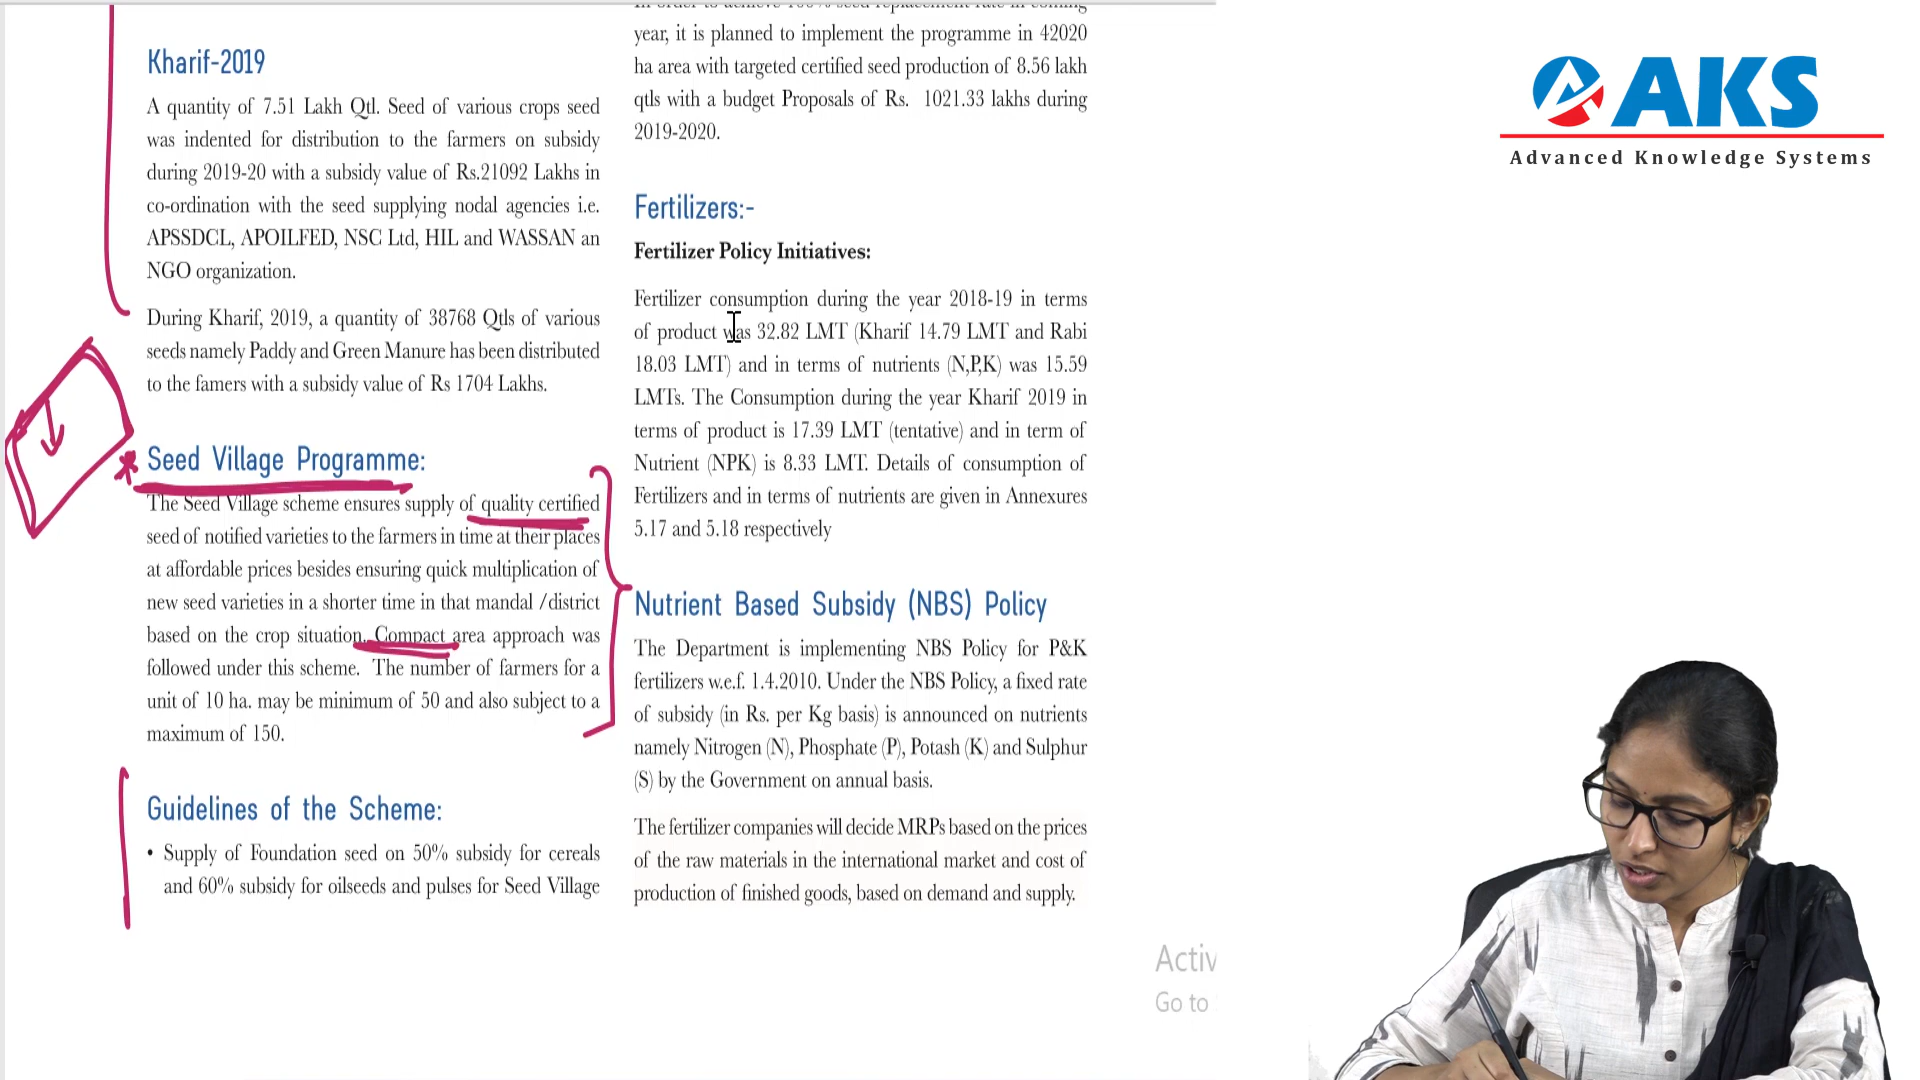 Kharif-2019
A quantity of 7.51 Lakh Qtl. Seed of various crops seed
was indented for distribution to the farmers on subsidy
during 2019-20 with a subsidy value of Rs.21092 Lakhs in
co-ordination with the seed supplying nodal agencies i.e.
APSSDCL, APOILFED, NSC Ltd, HIL and WASSAN an
NGO organization.
During Kharif, 2019, a quantity of 38768 Qtls of various
seeds namely Paddy and Green Manure has been distributed
to the famers with a subsidy value of Rs 1704 Lakhs.
Seed Village Programme:
The Seed Village scheme ensures supply of quality certified
seed of notified varieties to the farmers in time at their places
at affordable prices besides ensuring quick multiplication of
new seed varieties in a shorter time in that mandal /district
based on the crop situation. Compact area approach was
followed under this scheme. The number of farmers for a
unit of 10 ha. may be minimum of 50 and also subject to a
maximum of 150.
Guidelines of the Scheme:
• Supply of Foundation seed on 50% subsidy for cereals
and 60% subsidy for oilseeds and pulses for Seed Village
In order to achieve 100% seed replacement rate in coming
year, it is planned to implement the programme in 42020
ha area with targeted certified seed production of 8.56 lakh
qtls with a budget Proposals of Rs. 1021.33 lakhs during
2019-2020.
Fertilizers:-
Fertilizer Policy Initiatives:
Fertilizer consumption during the year 2018-19 in terms
of product was 32.82 LMT (Kharif 14.79 LMT and Rabi
18.03 LMT) and in terms of nutrients (N,P,K) was 15.59
LMTs. The Consumption during the year Kharif 2019 in
terms of product is 17.39 LMT (tentative) and in term of
Nutrient (NPK) is 8.33 LMT. Details of consumption of
Fertilizers and in terms of nutrients are given in Annexures
5.17 and 5.18 respectively
Nutrient Based Subsidy (NBS) Policy
The Department is implementing NBS Policy for P&K
fertilizers w.e.f. 1.4.2010. Under the NBS Policy, a fixed rate
of subsidy (in Rs. per Kg basis) is announced on nutrients
namely Nitrogen (N), Phosphate (P), Potash (K) and Sulphur
(S) by the Government on annual basis.
The fertilizer companies will decide MRPs based on the prices
of the raw materials in the international market and cost of
production of finished goods, based on demand and supply.
AKS
Advanced Knowledge Systems
Activ
Go to